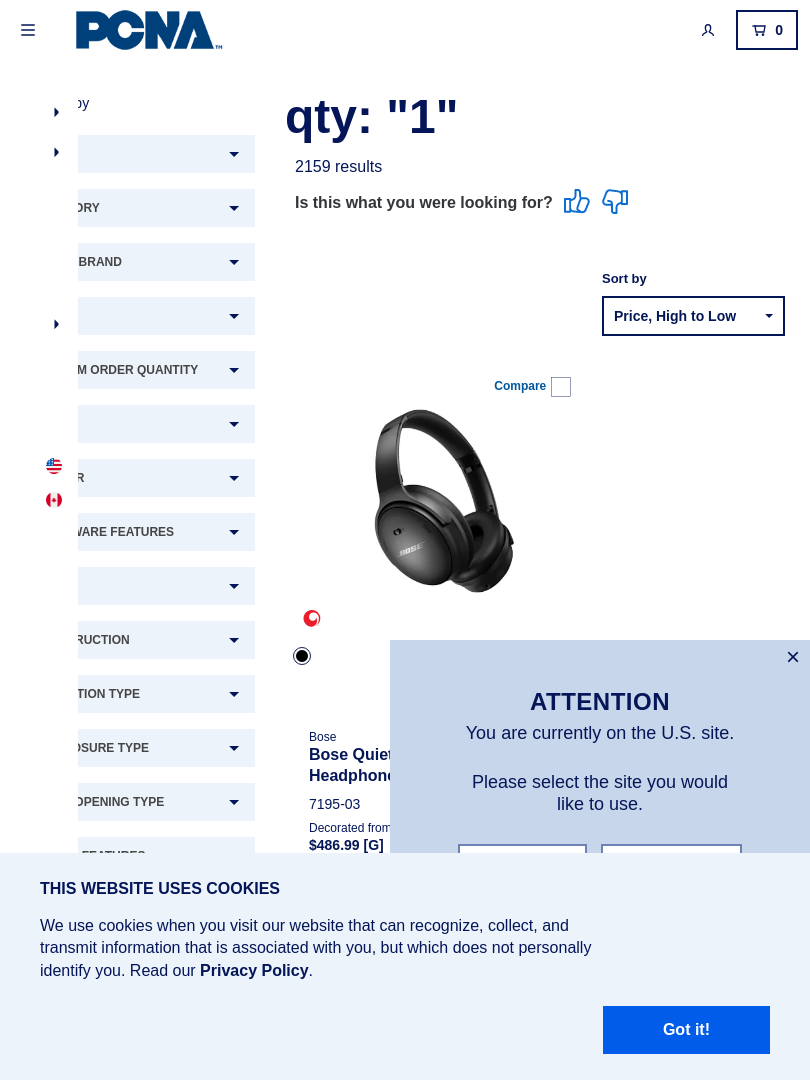 PCNA™
0
by
qty: "1"
2159 results
Is this what you were looking for?
ORY
BRAND
Sort by
Price, High to Low
M ORDER QUANTITY
Compare
R
WARE FEATURES
BOSE
RUCTION
TION TYPE
ATTENTION
You are currently on the U.S. site.
OSURE TYPE
Bose
Bose Quiet
Headphone
Please select the site you would
like to use.
OPENING TYPE
7195-03
Decorated from
$486.99 [G]
THIS WEBSITE USES COOKIES
We use cookies when you visit our website that can recognize, collect, and
transmit information that is associated with you, but which does not personally
identify you. Read our Privacy Policy.
Got it!